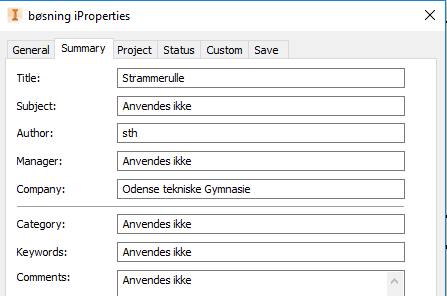 bøsning iProperties
General Summary Project Status Custom Save
Title: Strammerulle
Subject: Anvendes ikke
Author: sth
Manager: Anvendes ikke
Company: Odense tekniske Gymnasie
Category: Anvendes ikke
Keywords: Anvendes ikke
Comments: Anvendes ikke